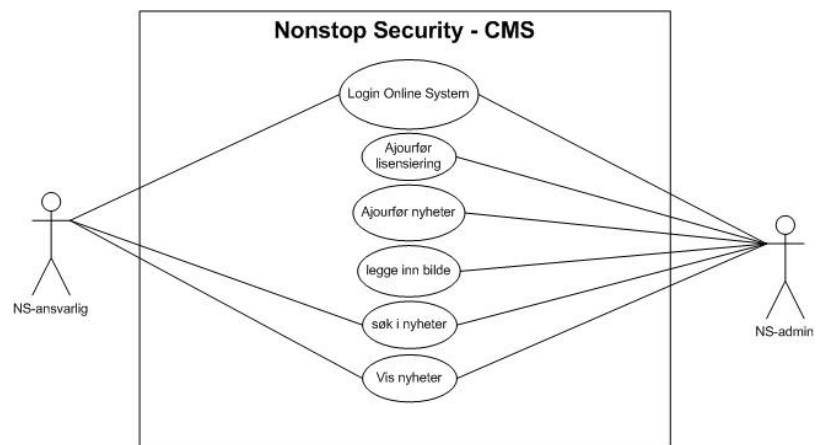 Nonstop Security - CMS
Login Online System
Ajourfør
lisensiering
Ajourfør nyheter
legge inn bilde
søk i nyheter
Vis nyheter
NS-ansvarlig
NS-admin